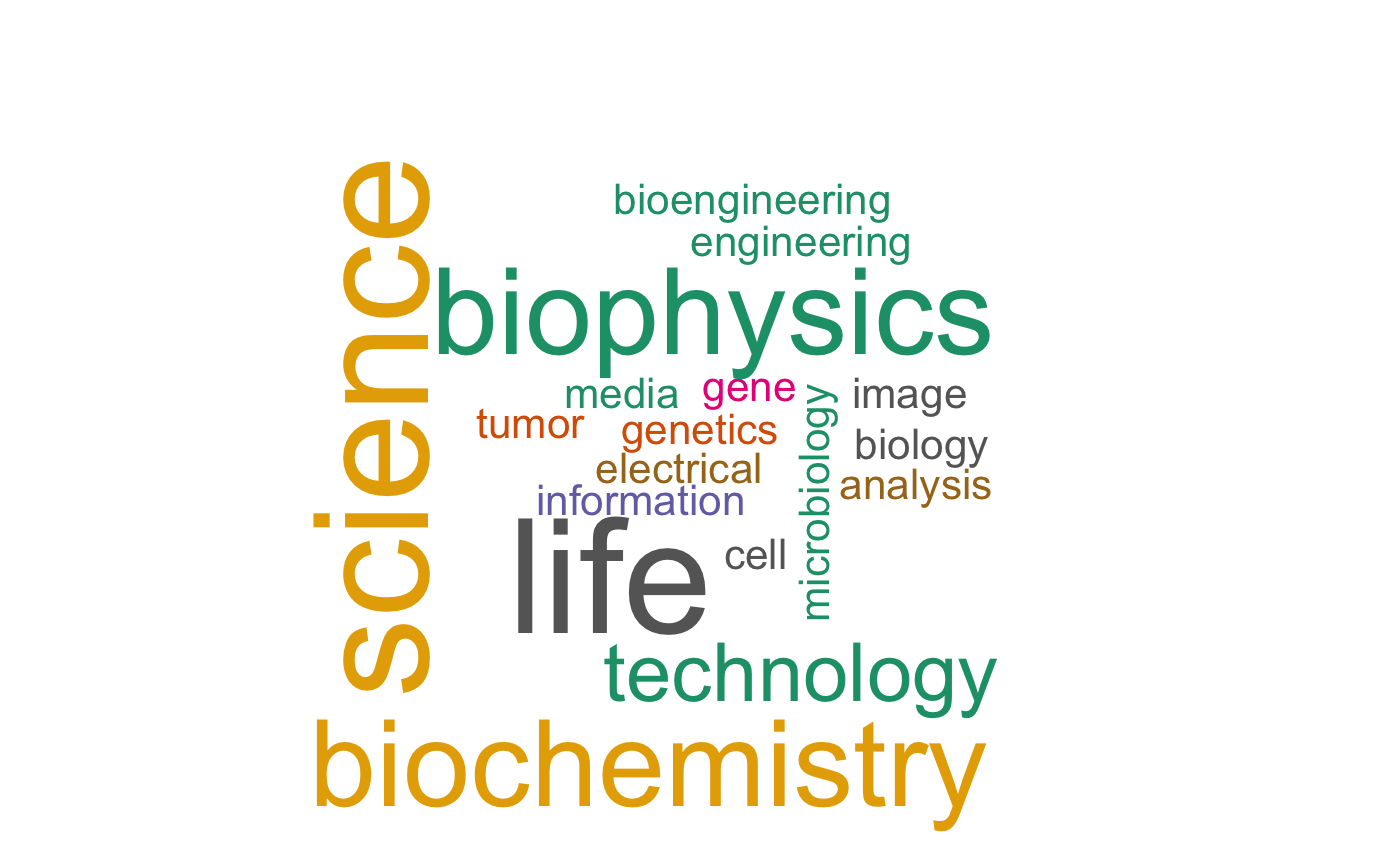 science
bioengineering
engineering
biophysics
media
gene
microbiology
image
tumor
genetics
biology
electrical
analysis
information
life
cell
technology
biochemistry